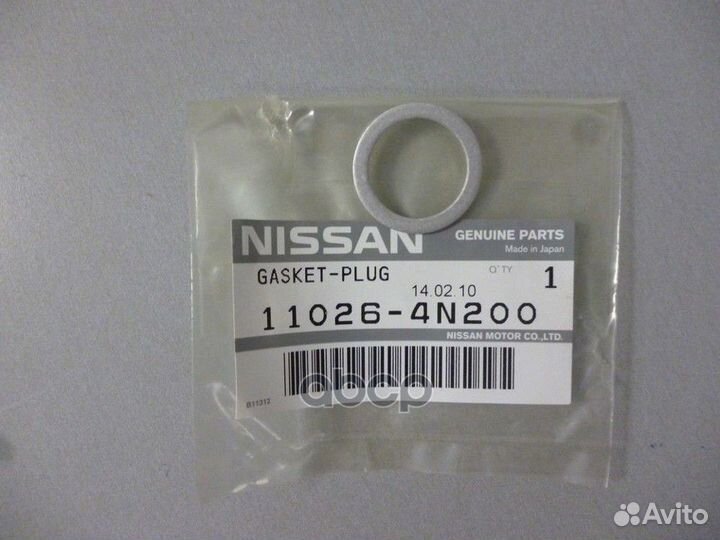 NISSAN
GENUINE PARTS
Made in Japan
GASKET-PLUG
Q'TY
1
14.02.10
11026-4N200
NISSAN MOTOR CO.,LTD.
abcp
B11312
Avito